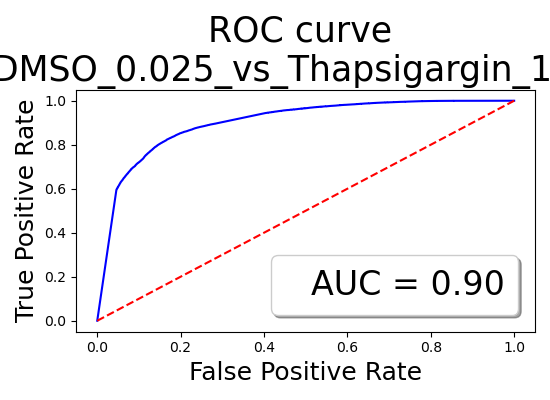 ROC curve
DMSO_0.025_vs_Thapsigargin_1
True Positive Rate
1.0
0.8
0.6
0.4
0.2
0.0
AUC = 0.90
0.0 0.2 0.4 0.6 0.8 1.0
False Positive Rate